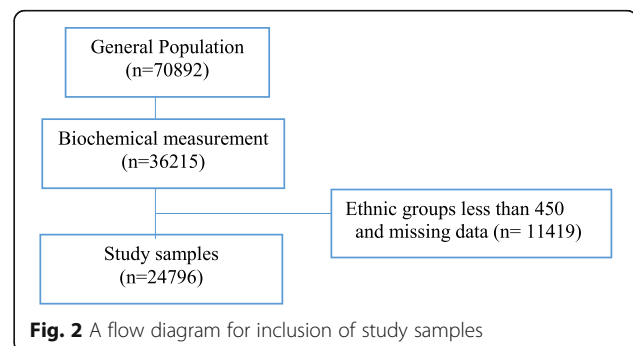 General Population
(n=70892)
Biochemical measurement
(n=36215)
Ethnic groups less than 450
and missing data (n= 11419)
Study samples
(n=24796)
Fig. 2 A flow diagram for inclusion of study samples